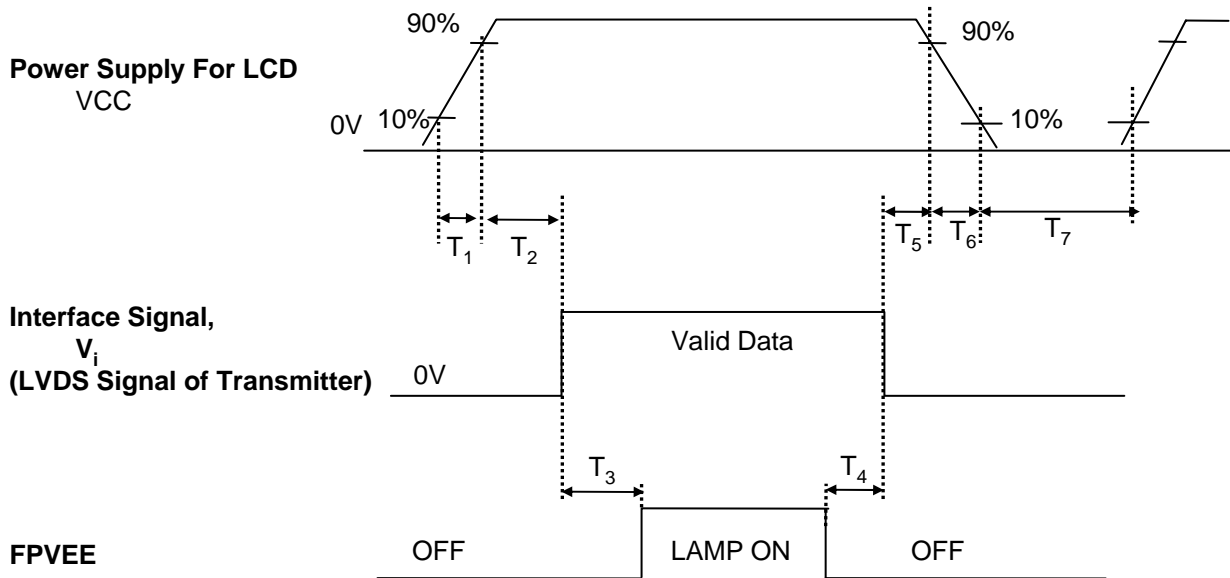 90%
90%
Power Supply For LCD
VCC
0V
10%
10%
T1
T2
T5
T6
T7
Interface Signal,
Vi
(LVDS Signal of Transmitter)
0V
Valid Data
T3
T4
FPVEE
OFF
LAMP ON
OFF